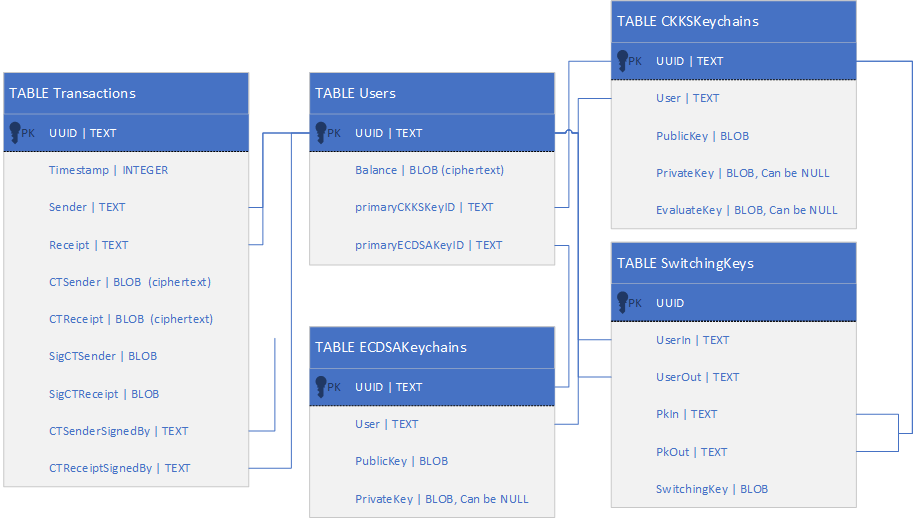 TABLE Transactions
PK UUID | TEXT
Timestamp | INTEGER
Sender | TEXT
Receipt | TEXT
CTSender | BLOB (ciphertext)
CTReceipt | BLOB (ciphertext)
SigCTSender | BLOB
SigCTReceipt | BLOB
CTSenderSignedBy | TEXT
CTReceiptSignedBy | TEXT
TABLE Users
PK UUID | TEXT
Balance | BLOB (ciphertext)
primaryCKKSKeyID | TEXT
primaryECDSAKeyID | TEXT
TABLE ECDSAKeychains
PK UUID | TEXT
User | TEXT
PublicKey | BLOB
PrivateKey | BLOB, Can be NULL
TABLE CKKSKeychains
PK UUID | TEXT
User | TEXT
PublicKey | BLOB
PrivateKey | BLOB, Can be NULL
EvaluateKey | BLOB, Can be NULL
TABLE SwitchingKeys
PK UUID
UserIn | TEXT
UserOut | TEXT
PkIn | TEXT
PkOut | TEXT
SwitchingKey | BLOB